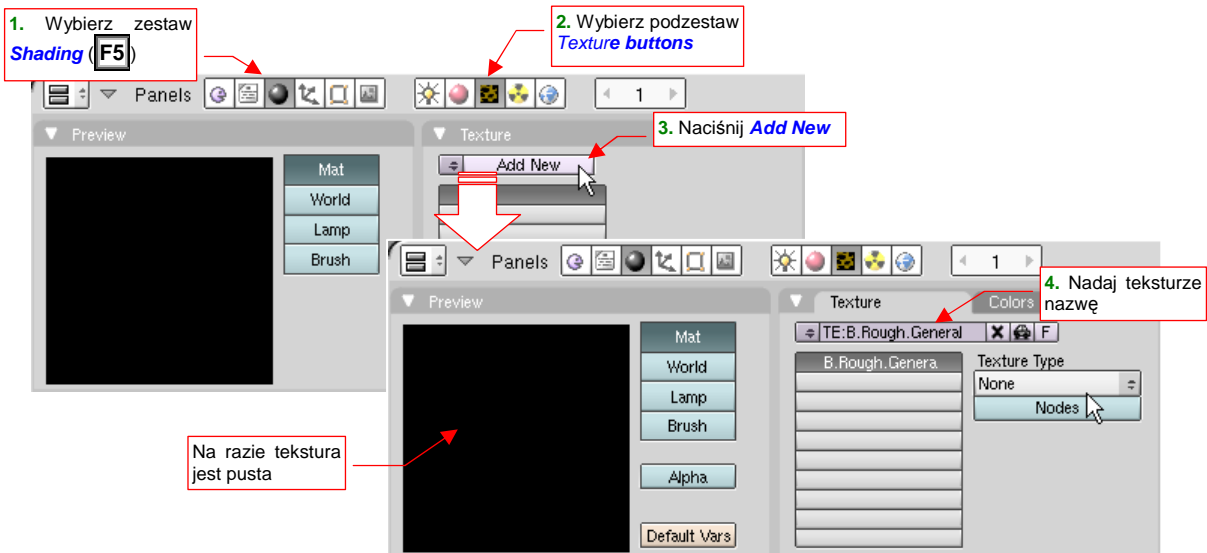 1. Wybierz zestaw
Shading (F5)
2. Wybierz podzestaw
Texture buttons
Panels
1
Preview
Texture
3. Naciśnij Add New
Add New
Mat
World
Lamp
Brush
Panels
1
4. Nadaj teksturze
nazwę
Preview
Texture
Colors
TE:B.Rough.General
F
Mat
B.Rough.Genera
Texture Type
World
None
Lamp
Nodes
Brush
Na razie tekstura
jest pusta
Alpha
Default Vars